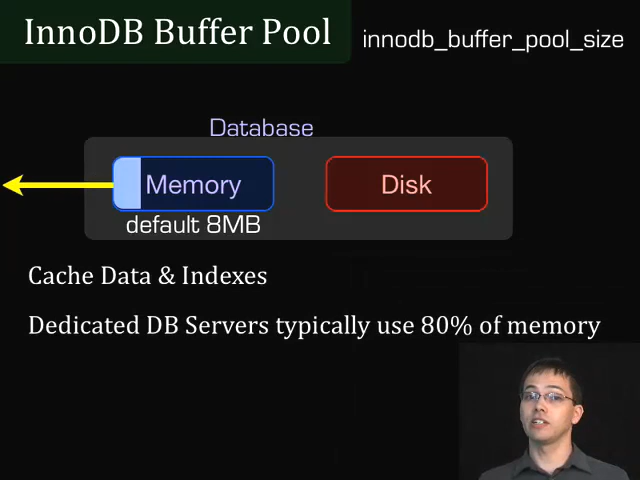 InnoDB Buffer Pool
innodb_buffer_pool_size
Database
Memory
Disk
default 8MB
Cache Data & Indexes
Dedicated DB Servers typically use 80% of memory